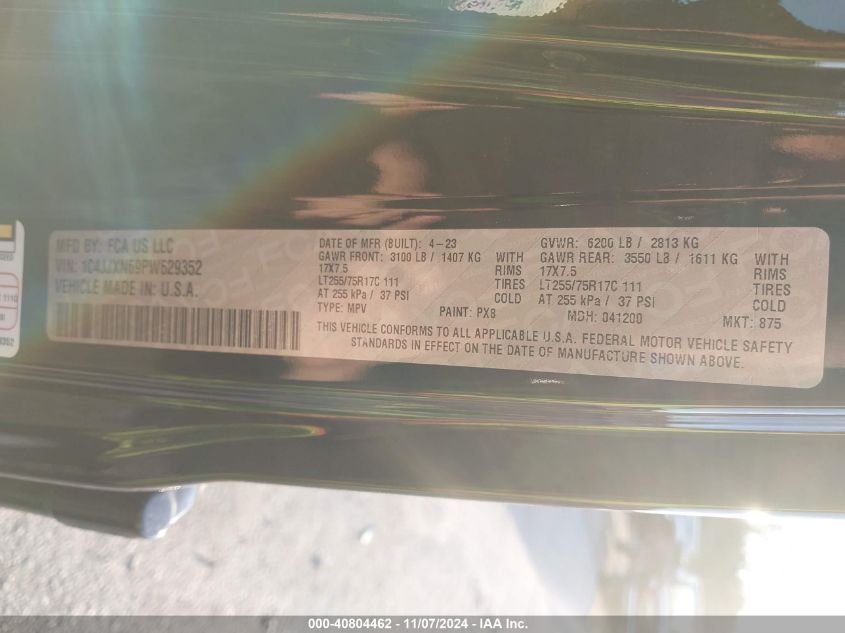 MFD BY: FCA US LLC
VIN: 1C4JJXN69PW629352
VEHICLE MADE IN U.S.A.
DATE OF MFR (BUILT): 4-23
GAWR FRONT: 3100 LB / 1407 KG WITH
17X7.5 RIMS
LT255/75R17C 111 TIRES
AT 255 kPa / 37 PSI COLD
TYPE: MPV PAINT: PX8
GVWR: 6200 LB / 2813 KG
GAWR REAR: 3550 LB / 1611 KG WITH
17X7.5 RIMS
LT255/75R17C 111 TIRES
AT 255 kPa / 37 PSI COLD
MDH: 041200 MKT: 875
THIS VEHICLE CONFORMS TO ALL APPLICABLE U.S.A. FEDERAL MOTOR VEHICLE SAFETY
STANDARDS IN EFFECT ON THE DATE OF MANUFACTURE SHOWN ABOVE.
000-40804462 - 11/07/2024 - IAA Inc.